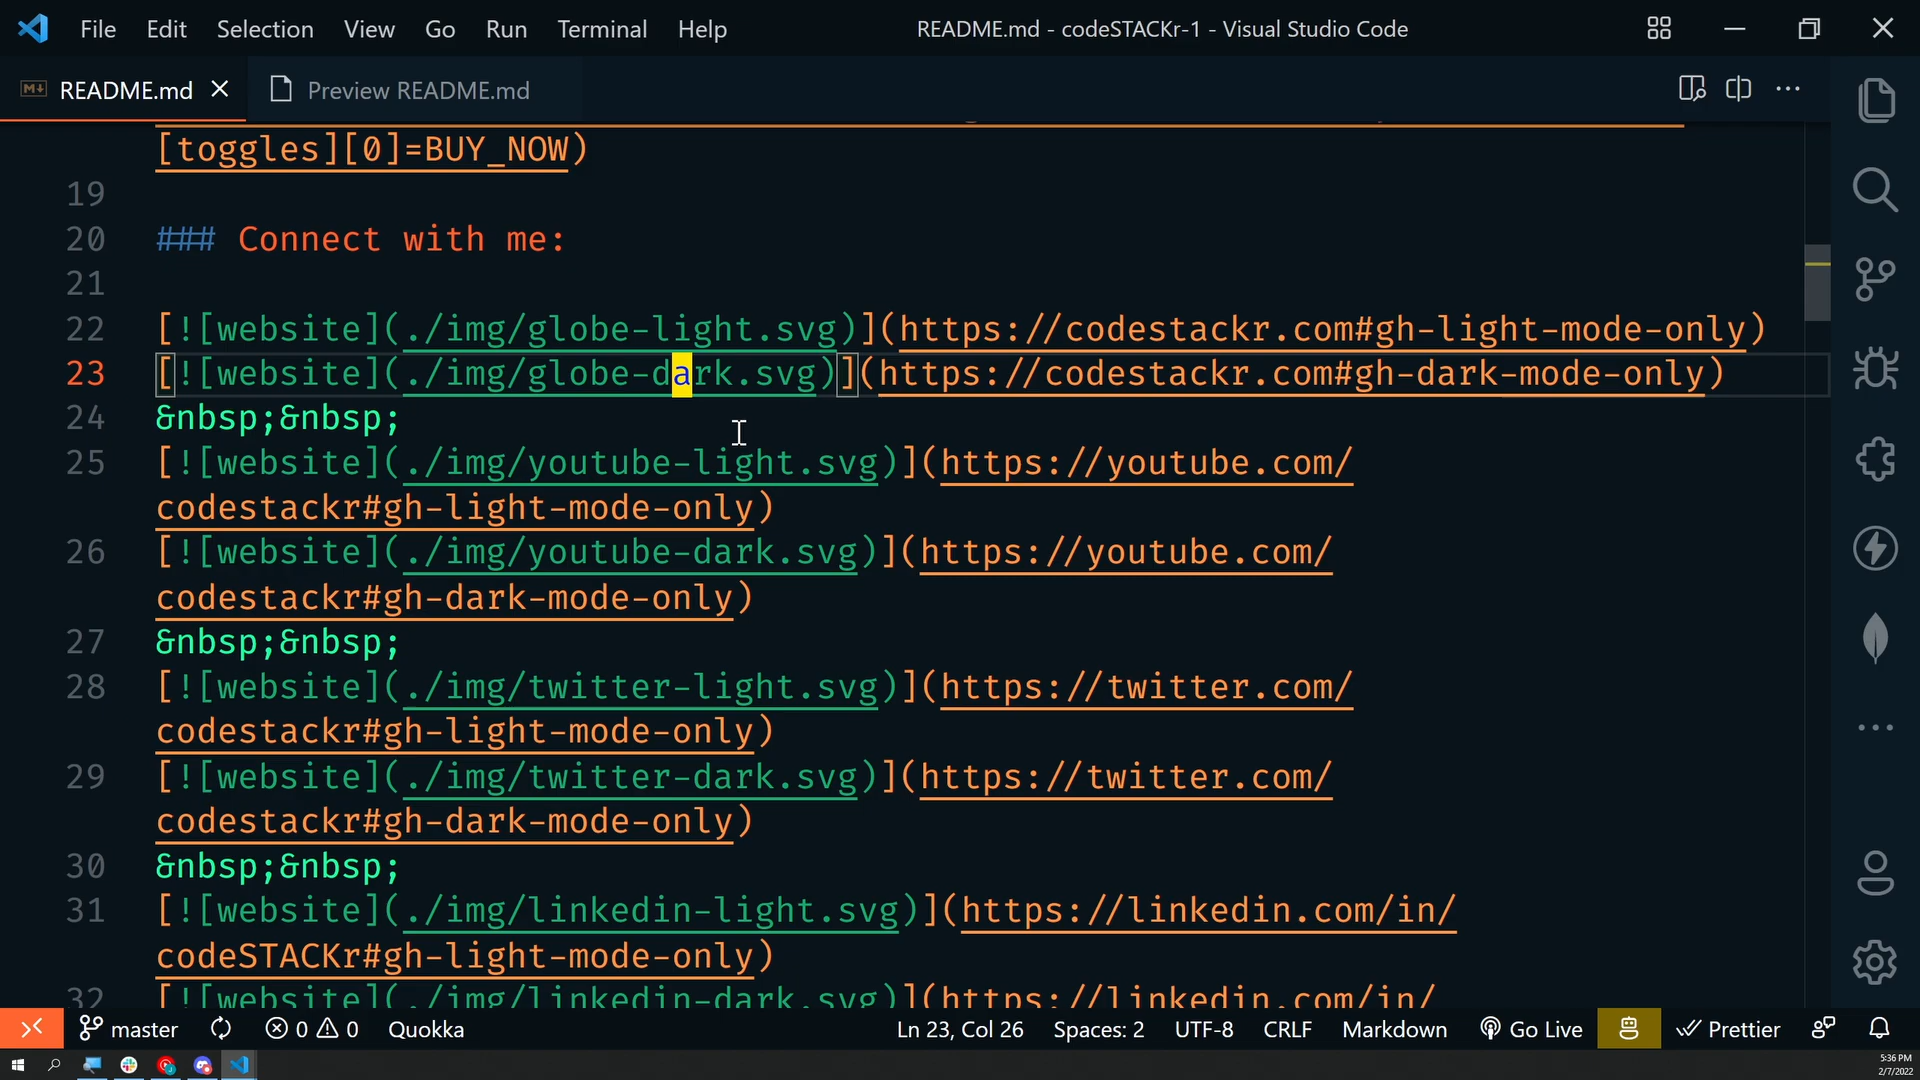 File Edit Selection View Go Run Terminal Help README.md - codeSTACKr-1 - Visual Studio Code
README.md Preview README.md
[toggles][0]=BUY_NOW)
19
20 ### Connect with me:
21
22 [![website](./img/globe-light.svg)](https://codestackr.com#gh-light-mode-only)
23 [![website](./img/globe-dark.svg)](https://codestackr.com#gh-dark-mode-only)
24 &nbsp;&nbsp;
25 [![website](./img/youtube-light.svg)](https://youtube.com/
codestackr#gh-light-mode-only)
26 [![website](./img/youtube-dark.svg)](https://youtube.com/
codestackr#gh-dark-mode-only)
27 &nbsp;&nbsp;
28 [![website](./img/twitter-light.svg)](https://twitter.com/
codestackr#gh-light-mode-only)
29 [![website](./img/twitter-dark.svg)](https://twitter.com/
codestackr#gh-dark-mode-only)
30 &nbsp;&nbsp;
31 [![website](./img/linkedin-light.svg)](https://linkedin.com/in/
codeSTACKr#gh-light-mode-only)
32 [![website](./img/linkedin-dark.svg)](https://linkedin.com/in/
master 0 0 Quokka Ln 23, Col 26 Spaces: 2 UTF-8 CRLF Markdown Go Live Prettier
5:36 PM
2/7/2022